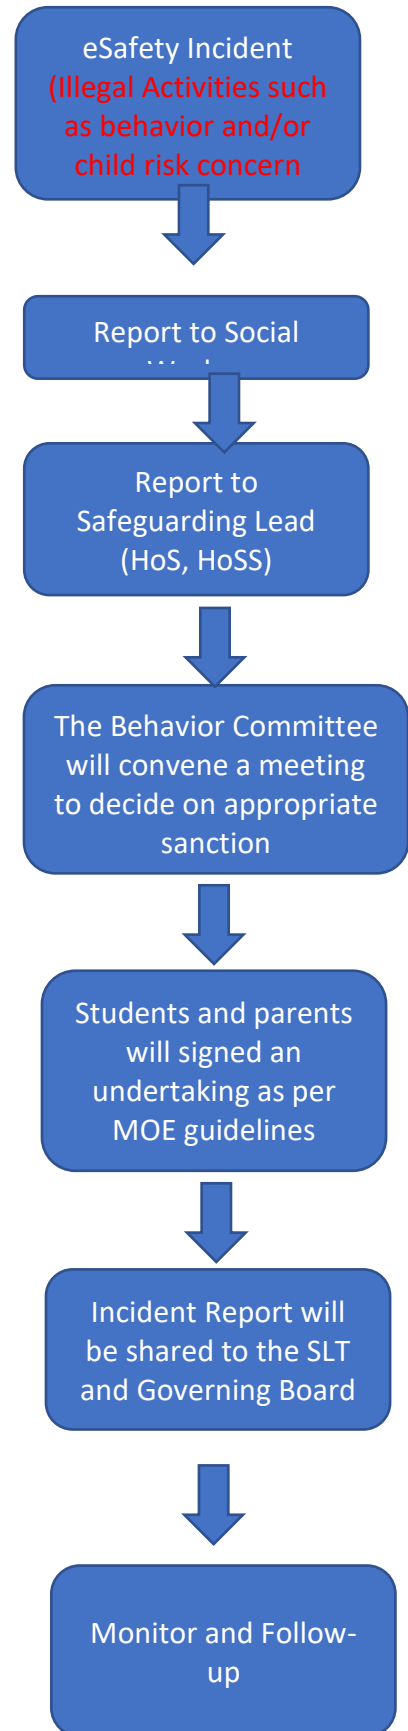 eSafety Incident
(Illegal Activities such
as behavior and/or
child risk concern
Report to Social
Report to
Safeguarding Lead
(HoS, HoSS)
The Behavior Committee
will convene a meeting
to decide on appropriate
sanction
Students and parents
will signed an
undertaking as per
MOE guidelines
Incident Report will
be shared to the SLT
and Governing Board
Monitor and Follow-
up